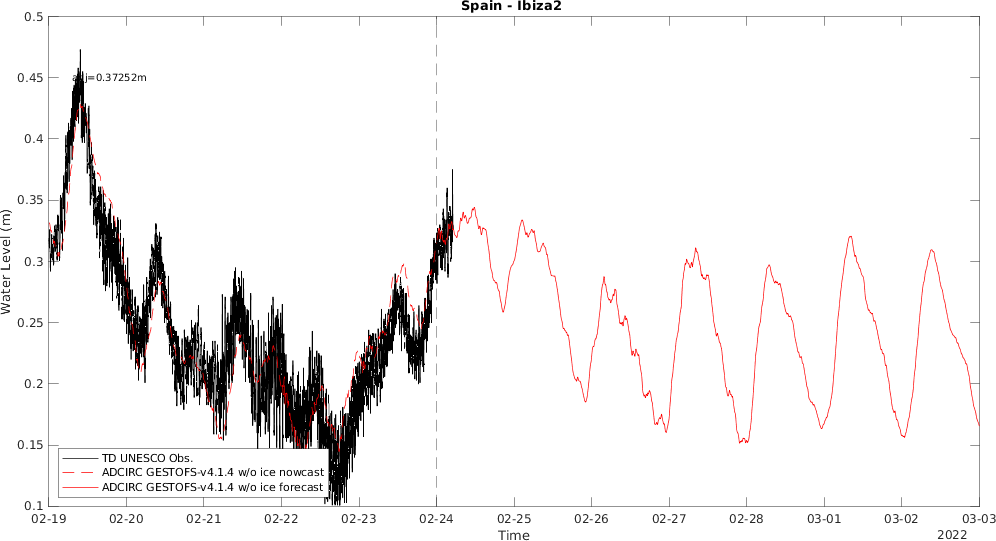 Spain - Ibiza2
0.5
0.45
0.4
0.35
0.3
0.25
0.2
0.15
0.1
Water Level (m)
j=0.37252m
TD UNESCO Obs.
ADCIRC GESTOFS-v4.1.4 w/o ice nowcast
ADCIRC GESTOFS-v4.1.4 w/o ice forecast
02-19 02-20 02-21 02-22 02-23 02-24 02-25 02-26 02-27 02-28 03-01 03-02 03-03
Time
2022